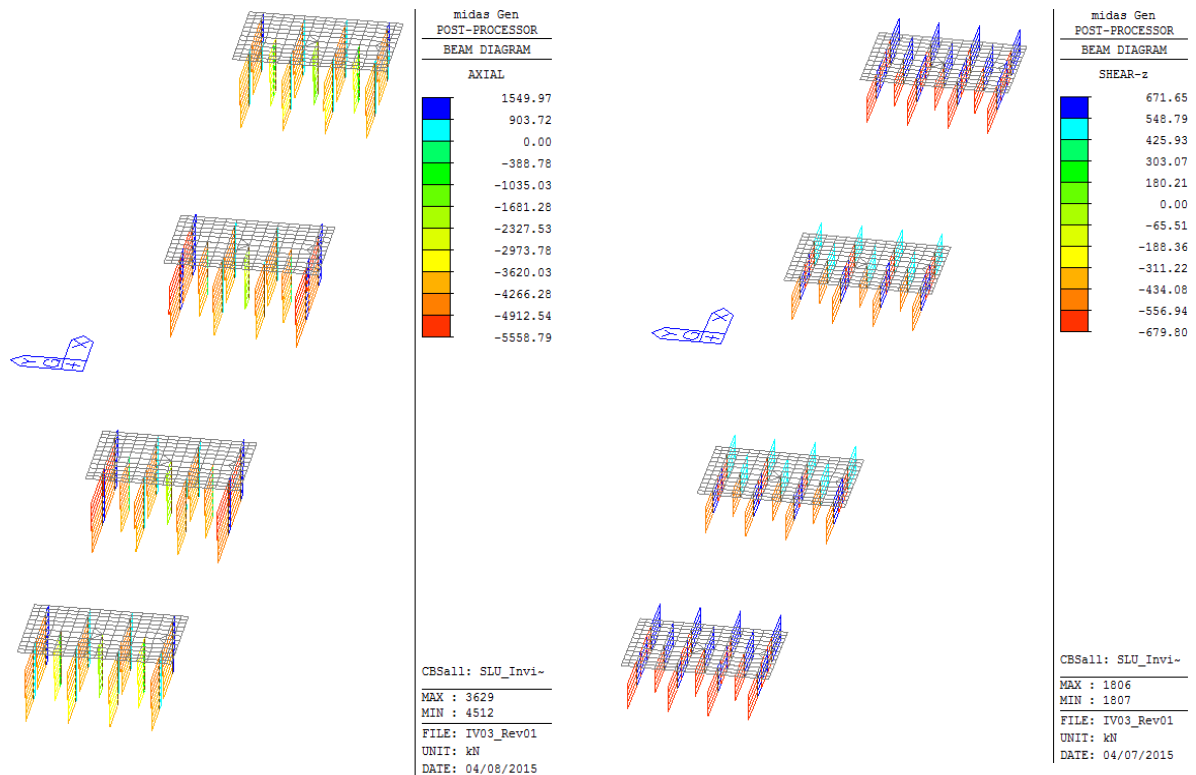 midas Gen
POST-PROCESSOR
BEAM DIAGRAM
AXIAL
1549.97
903.72
0.00
-388.78
-1035.03
-1681.28
-2327.53
-2973.78
-3620.03
-4266.28
-4912.54
-5558.79
CBSall: SLU_Invi~
MAX : 3629
MIN : 4512
FILE: IV03_Rev01
UNIT: kN
DATE: 04/08/2015
midas Gen
POST-PROCESSOR
BEAM DIAGRAM
SHEAR-z
671.65
548.79
425.93
303.07
180.21
0.00
-65.51
-188.36
-311.22
-434.08
-556.94
-679.80
CBSall: SLU_Invi~
MAX : 1806
MIN : 1807
FILE: IV03_Rev01
UNIT: kN
DATE: 04/07/2015